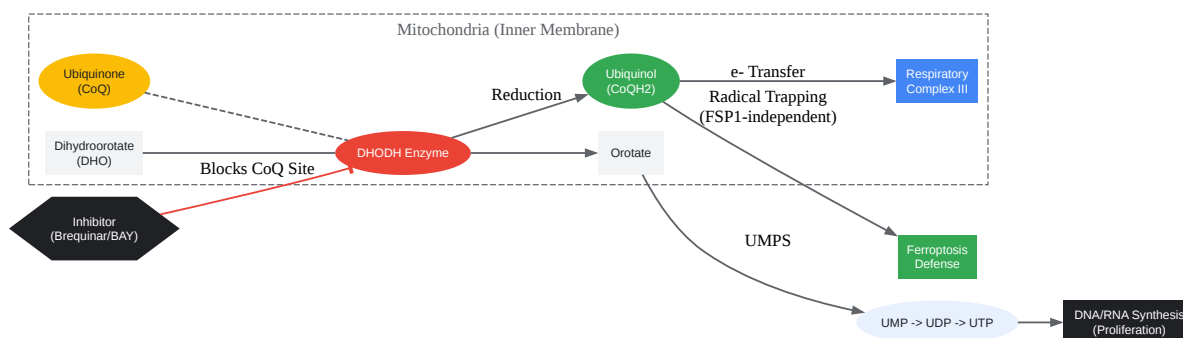 Mitochondria (Inner Membrane)
Ubiquinone
(CoQ)
Reduction
Ubiquinol
(CoQH2)
e- Transfer
Radical Trapping
(FSP1-independent)
Respiratory
Complex III
Dihydroorotate
(DHO)
DHODH Enzyme
Orotate
Blocks CoQ Site
Inhibitor
(Brequinar/BAY)
UMPS
Ferroptosis
Defense
UMP -> UDP -> UTP
DNA/RNA Synthesis
(Proliferation)